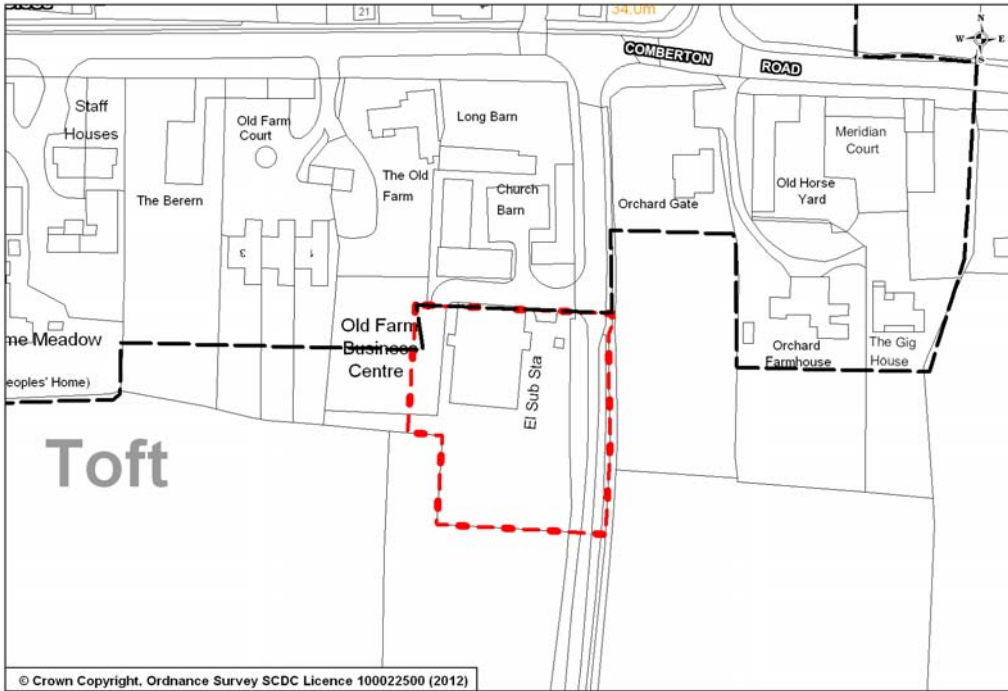 21
34.0m
N
W E
S
COMBERTON ROAD
Staff
Houses
Old Farm
Court
Long Barn
Meridian
Court
The Old
Farm
Church
Barn
Old Horse
Yard
The Berern
Orchard Gate
3
1
Old Farm
Business
Centre
El Sub Sta
me Meadow
Orchard
Farmhouse
The Gig
House
eoples' Home)
Toft
© Crown Copyright, Ordnance Survey SCDC Licence 100022500 (2012)